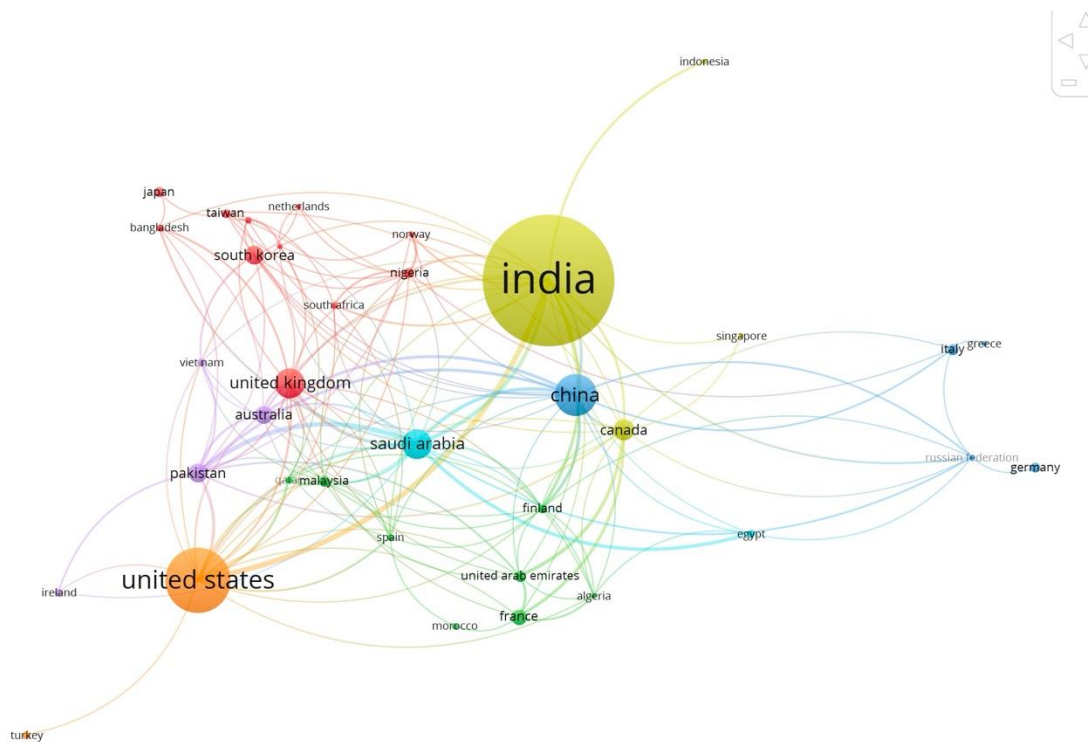 indonesia
japan
taiwan
netherlands
bangladesh
norway
south korea
nigeria
india
south africa
singapore
greece
italy
vietnam
united kingdom
china
australia
canada
saudi arabia
russian federation
germany
pakistan
qatar
malaysia
finland
egypt
spain
united arab emirates
united states
ireland
algeria
france
morocco
turkey